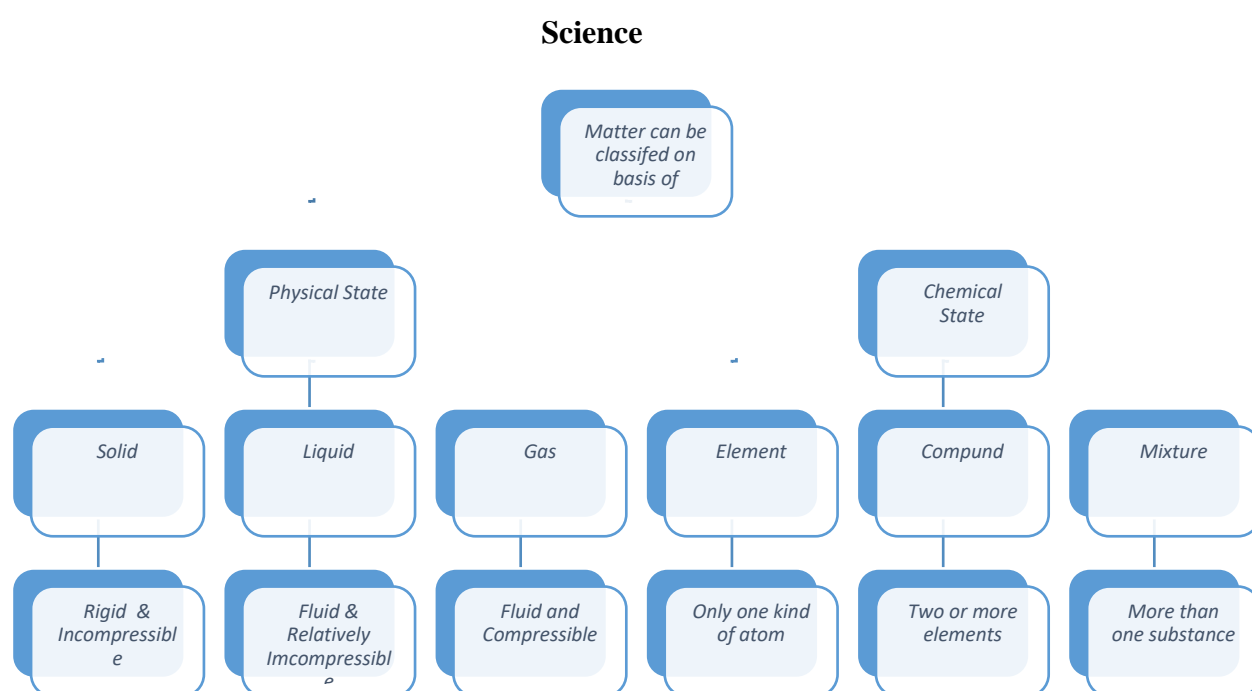 Science
Matter can be
classifed on
basis of
Physical State
Chemical
State
Solid
Liquid
Gas
Element
Compund
Mixture
Rigid &
Incompressibl
e
Fluid &
Relatively
Imcompressibl
e
Fluid and
Compressible
Only one kind
of atom
Two or more
elements
More than
one substance